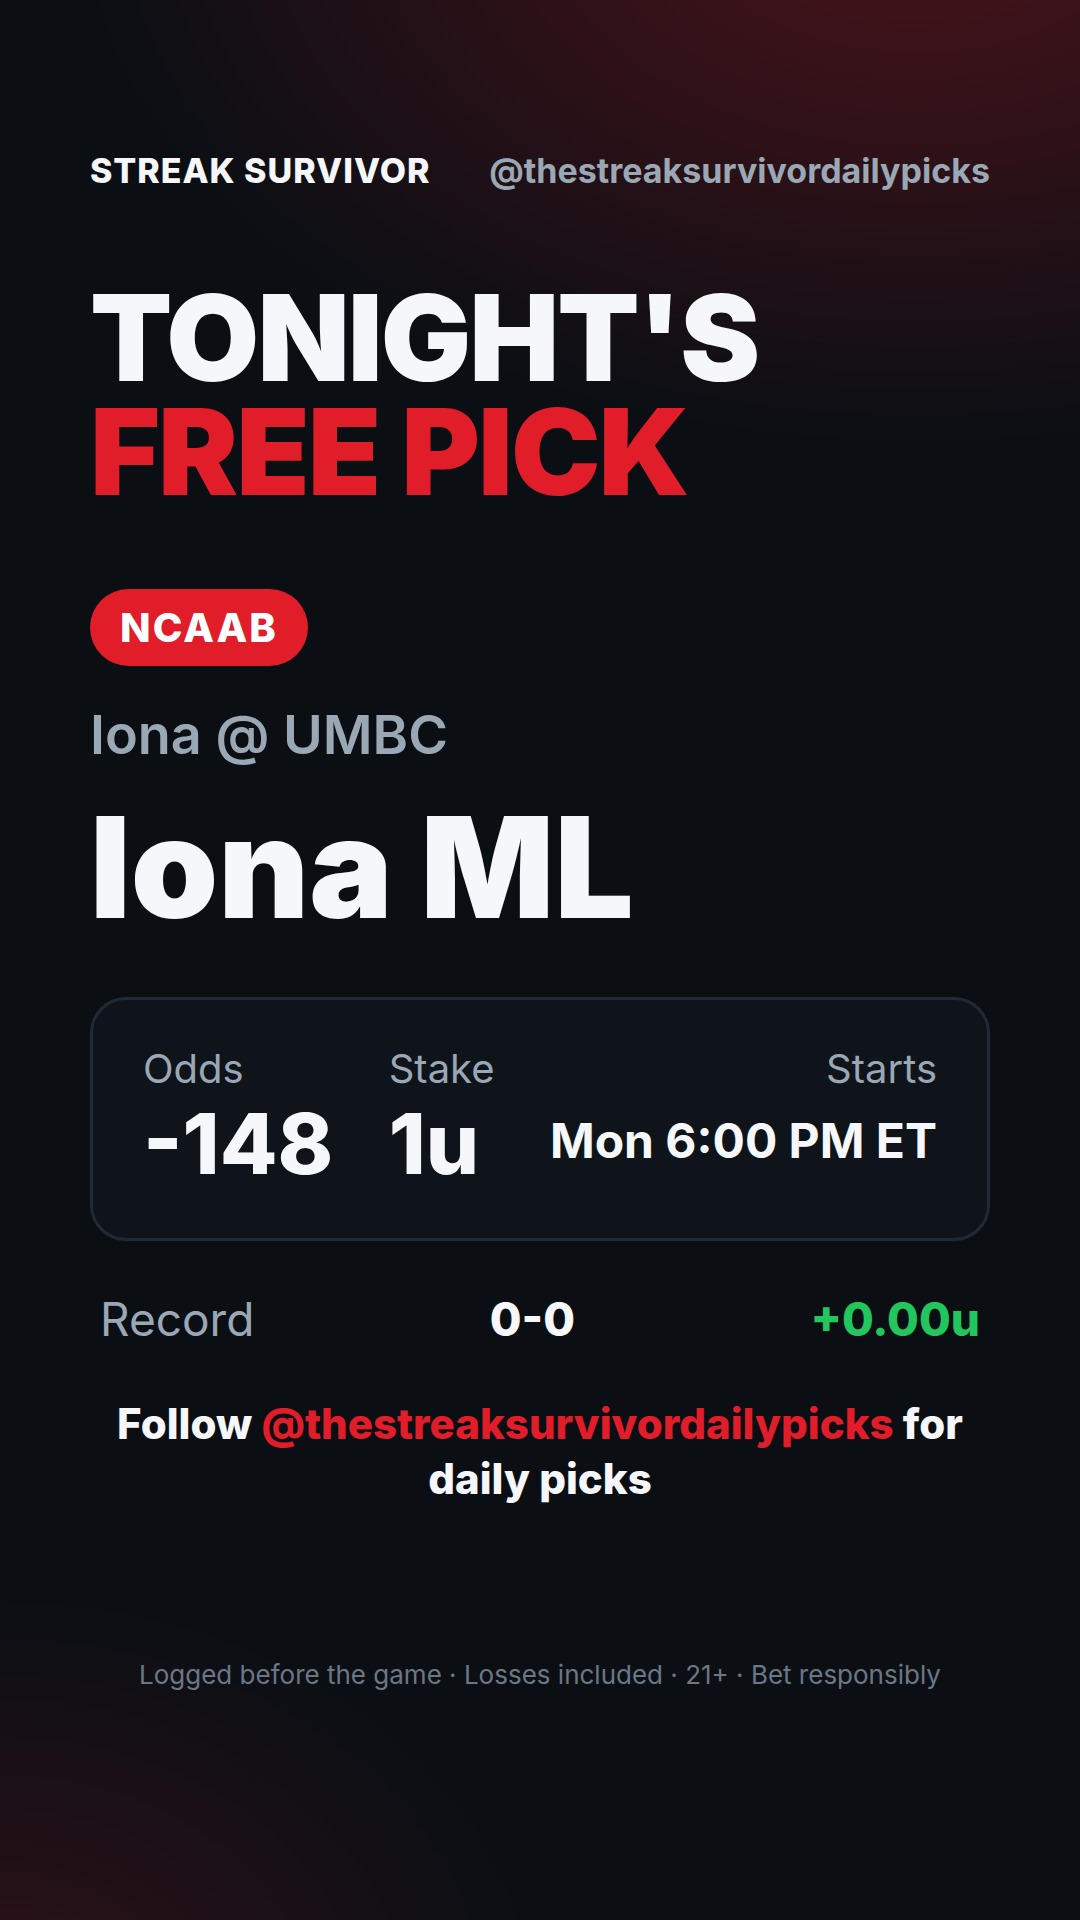 STREAK SURVIVOR @thestreaksurvivordailypicks
TONIGHT'S
FREE PICK
NCAAB
Iona @ UMBC
Iona ML
Odds Stake Starts
-148 1u Mon 6:00 PM ET
Record 0-0 +0.00u
Follow @thestreaksurvivordailypicks for
daily picks
Logged before the game · Losses included · 21+ · Bet responsibly